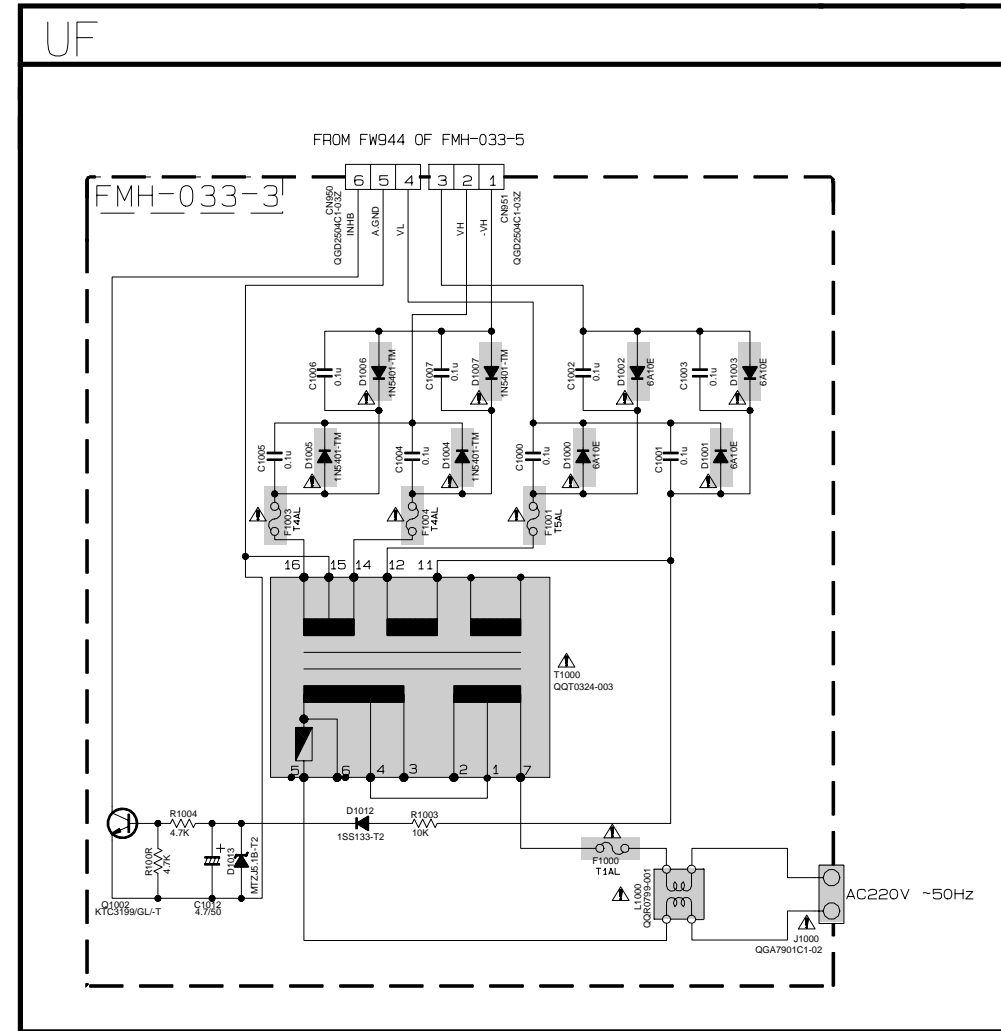 UF
FROM FW944 OF FMH-033-5
FMH-033-3
6 5 4 3 2 1
CN950
QGD2504C1-03Z
INHB
A.GND
VL
VH
-VH
CN951
QGD2504C1-03Z
C1006
0.1u
D1006
1N5401-TM
C1007
0.1u
D1007
1N5401-TM
C1002
0.1u
D1002
6A10E
C1003
0.1u
D1003
6A10E
C1005
0.1u
D1005
1N5401-TM
C1004
0.1u
D1004
1N5401-TM
C1000
0.1u
D1000
6A10E
C1001
0.1u
D1001
6A10E
F1003
T4AL
F1004
T4AL
F1001
T5AL
16 15 14 12 11
T1000
QQT0324-003
5 6 4 3 2 1 7
R1004
4.7K
D1012
1SS133-T2
R1003
10K
R100R
4.7K
D1013
MTZJ5.1B-T2
+
Q1002
KTC3199/GL/-T
C1012
4.7/50
F1000
T1AL
L1000
QQR0799-001
AC220V ~50Hz
J1000
QGA7901C1-02